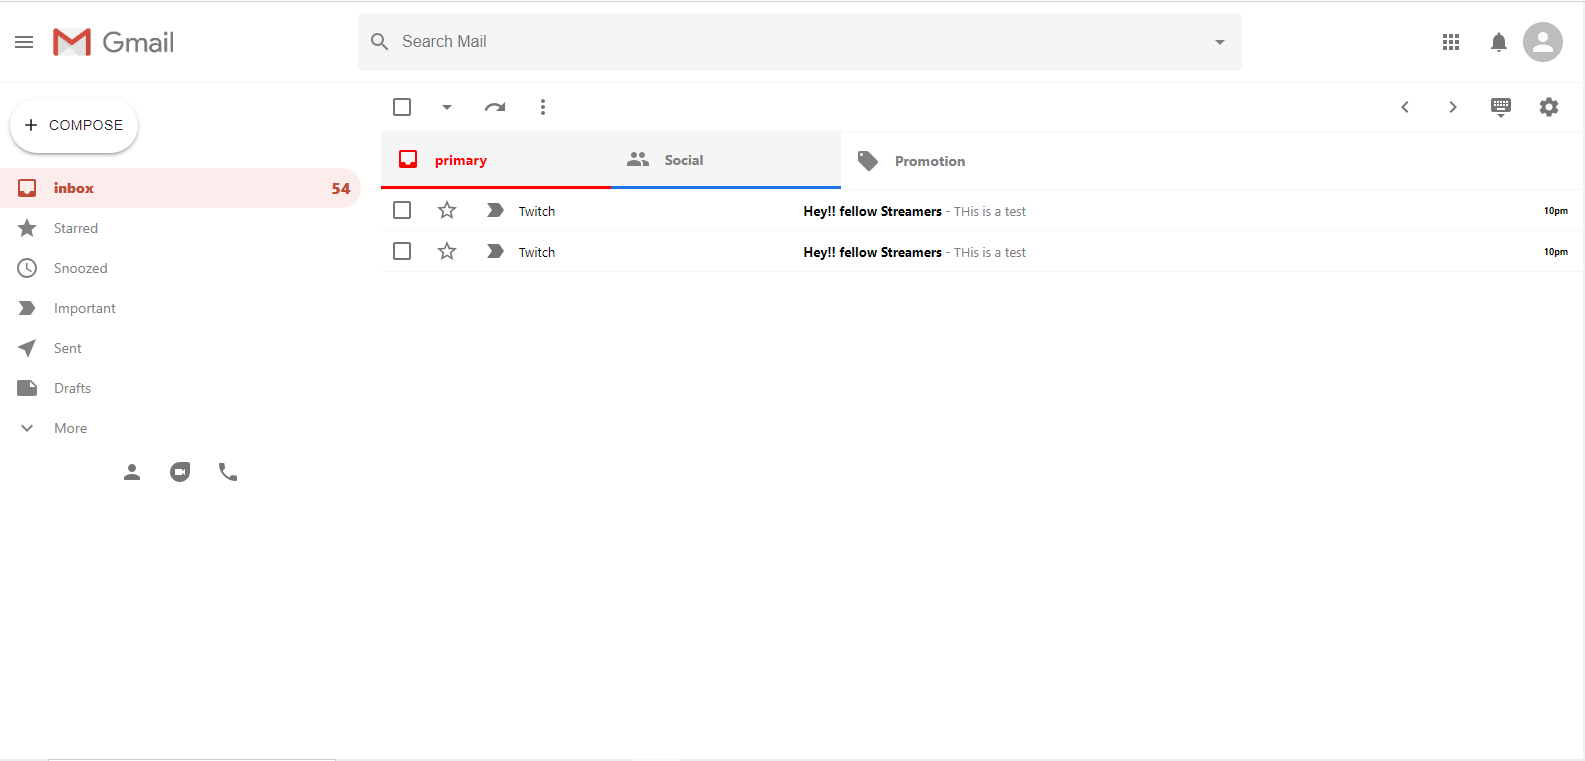 Gmail
Search Mail
COMPOSE
inbox 54
Starred
Snoozed
Important
Sent
Drafts
More
primary Social Promotion
Twitch Hey!! fellow Streamers - THis is a test 10pm
Twitch Hey!! fellow Streamers - THis is a test 10pm